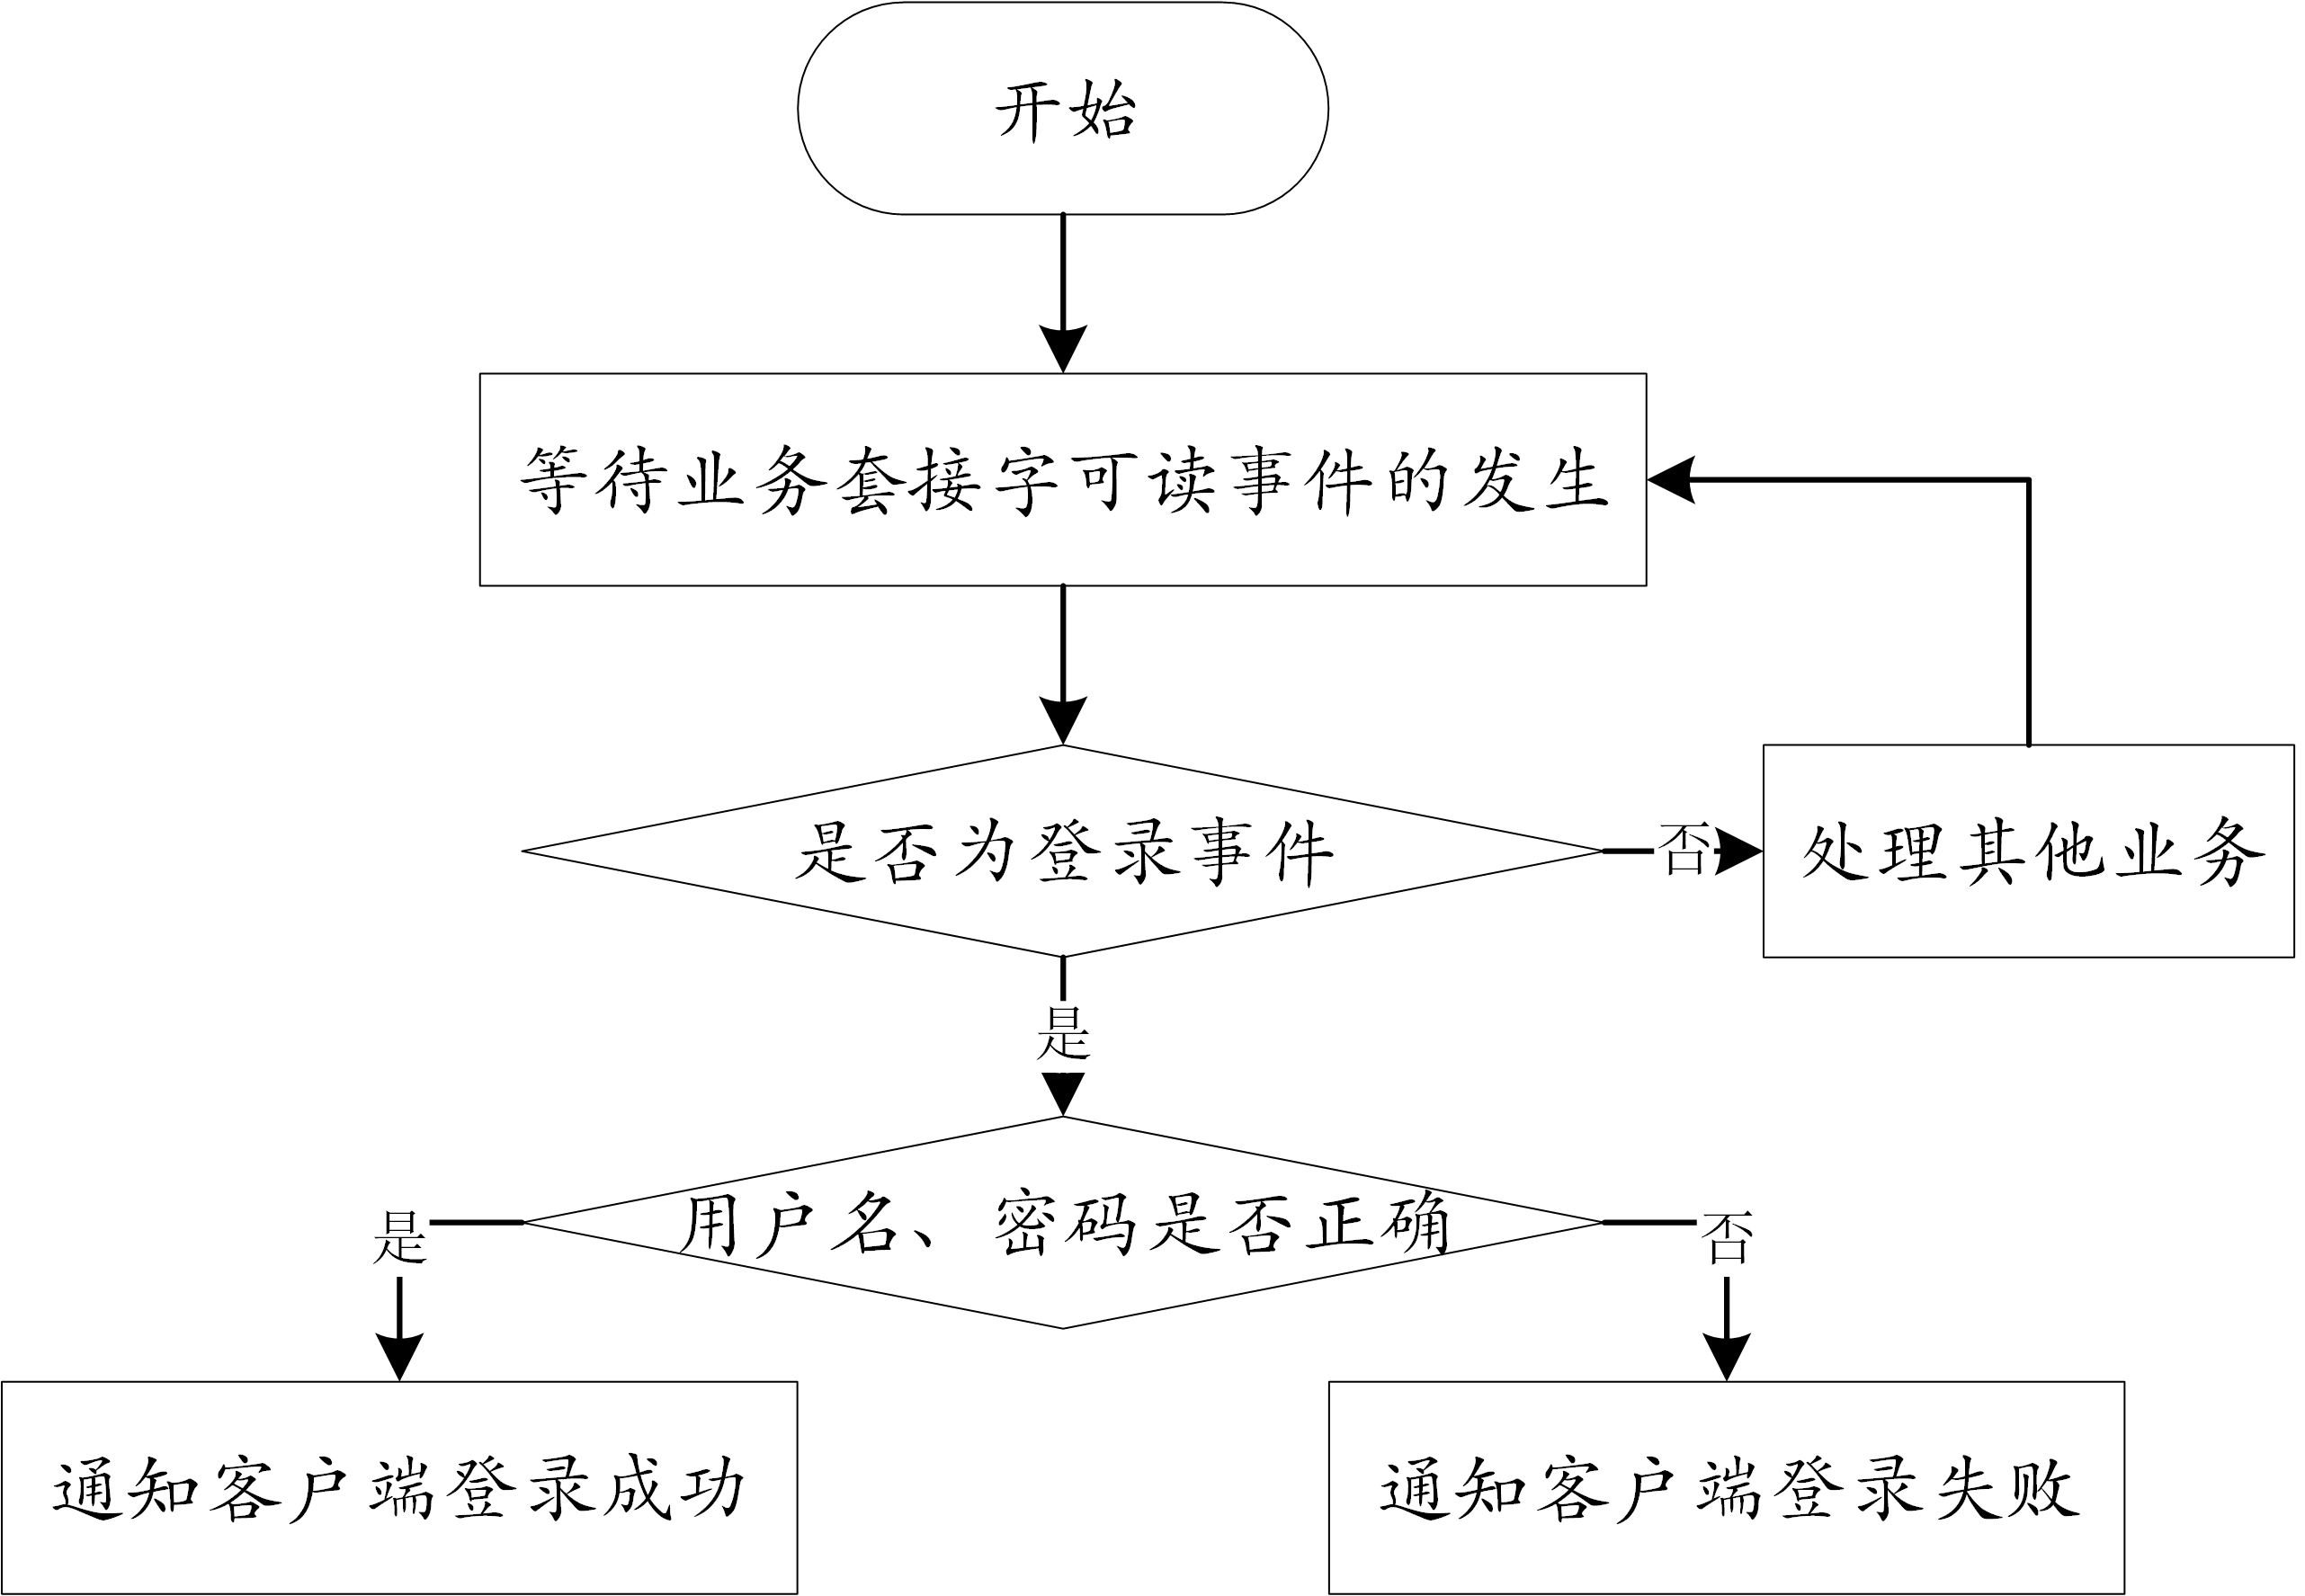 开始
等待业务套接字可读事件的发生
是否为登录事件
否
处理其他业务
是
用户名、密码是否正确
是
否
通知客户端登录成功
通知客户端登录失败